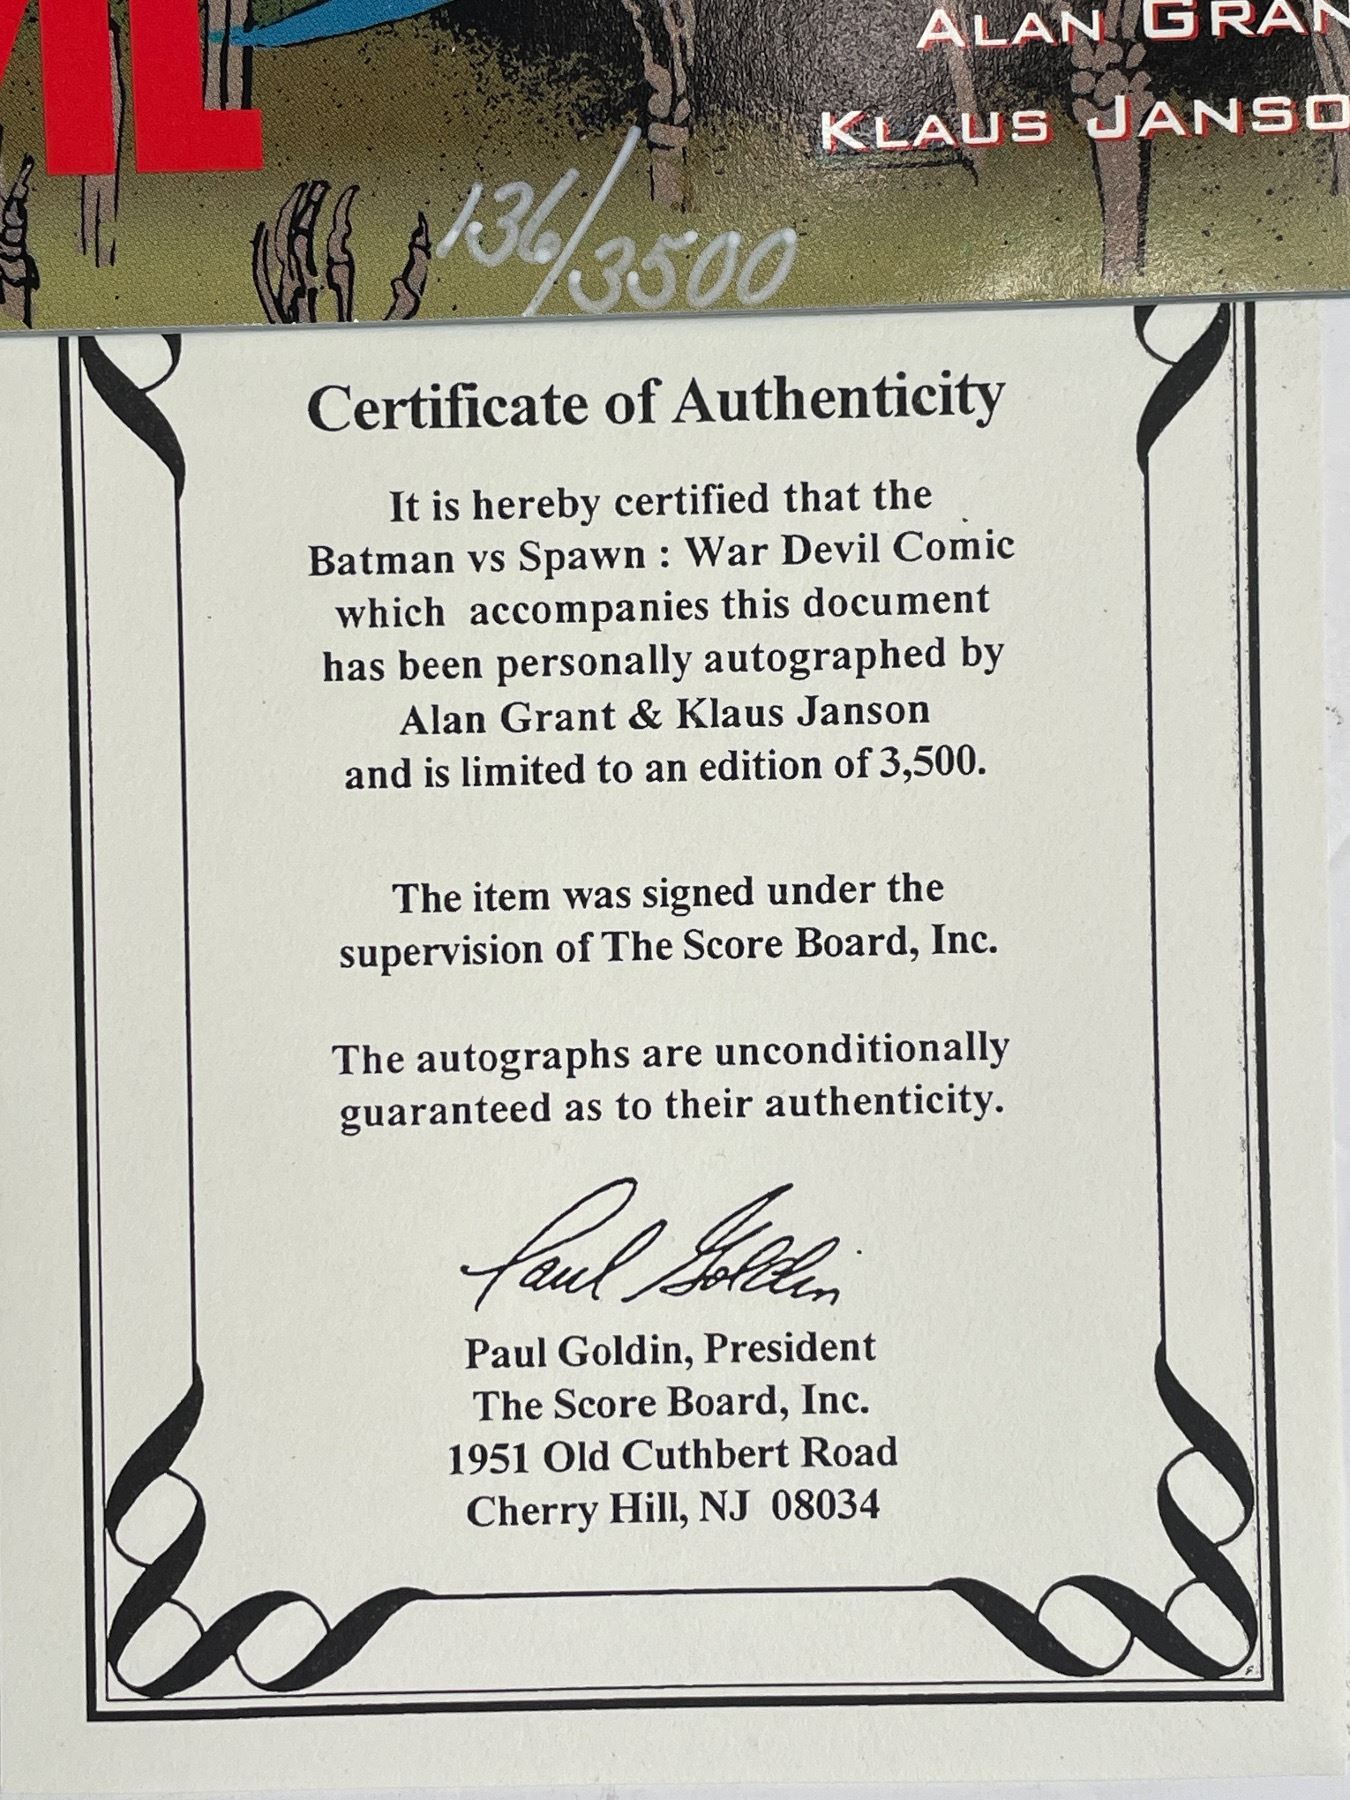 ALAN GRAN
KLAUS JANSO
136/3500
Certificate of Authenticity
It is hereby certified that the
Batman vs Spawn : War Devil Comic
which accompanies this document
has been personally autographed by
Alan Grant & Klaus Janson
and is limited to an edition of 3,500.
The item was signed under the
supervision of The Score Board, Inc.
The autographs are unconditionally
guaranteed as to their authenticity.
Paul Goldin
Paul Goldin, President
The Score Board, Inc.
1951 Old Cuthbert Road
Cherry Hill, NJ 08034